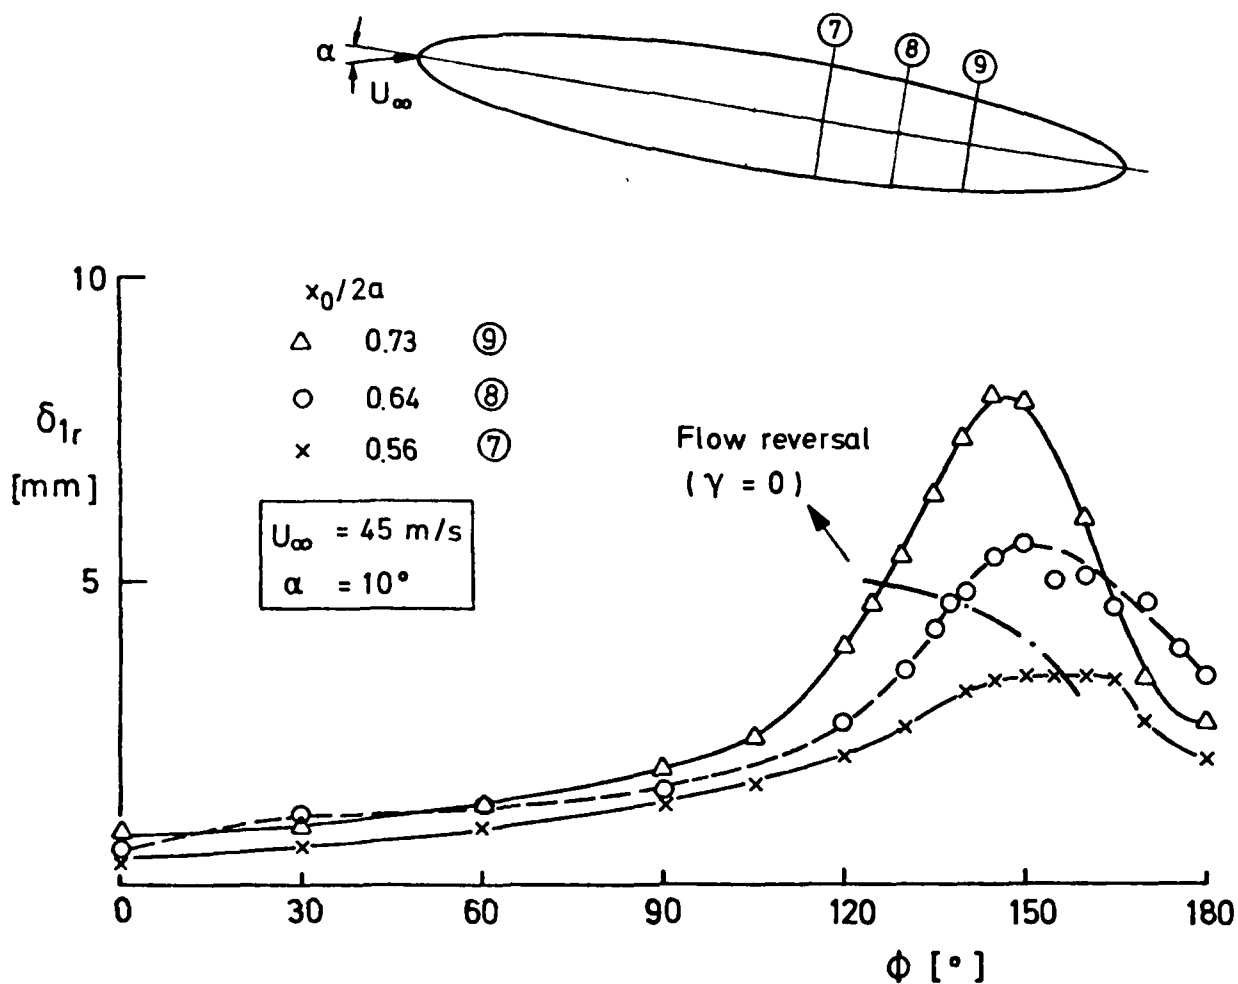 ⑦
⑧
⑨
α
U∞
10
5
δ1r
[mm]
x0/2a
△ 0.73 ⑨
○ 0.64 ⑧
× 0.56 ⑦
U∞ = 45 m/s
α = 10°
Flow reversal
(γ = 0)
0 30 60 90 120 150 180
ϕ [°]